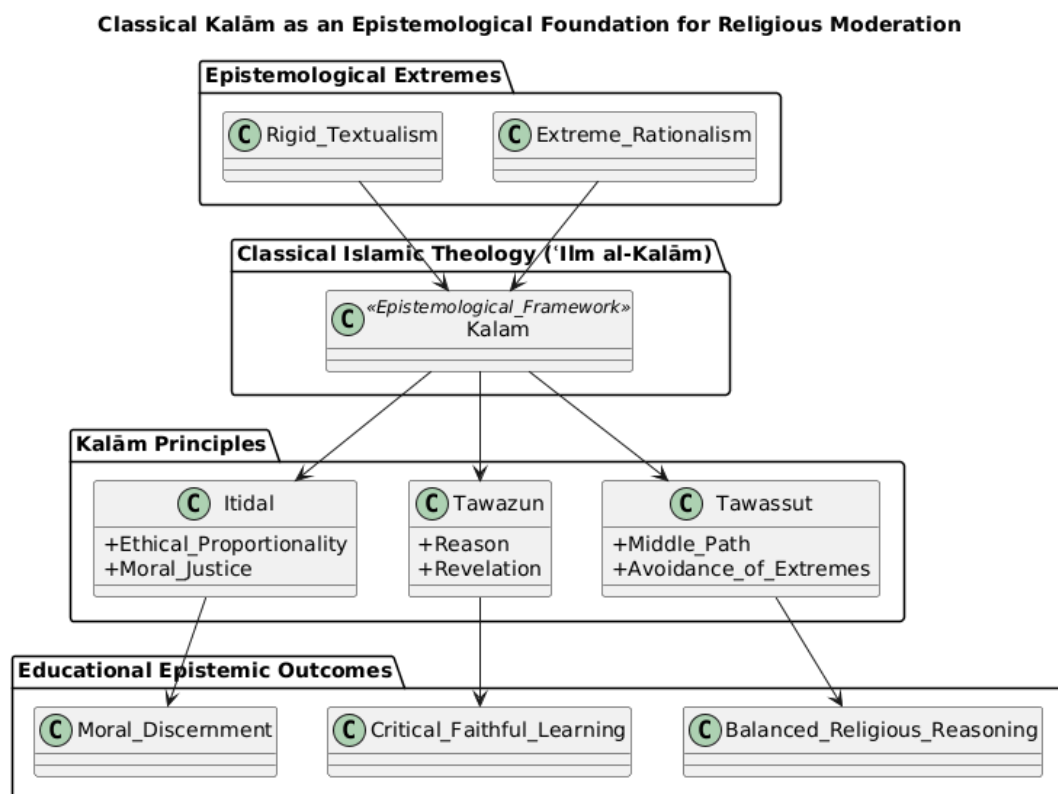 Classical Kalām as an Epistemological Foundation for Religious Moderation
Epistemological Extremes
C Rigid_Textualism
C Extreme_Rationalism
Classical Islamic Theology (ʿIlm al-Kalām)
«Epistemological_Framework»
C Kalam
Kalām Principles
C Itidal
+Ethical_Proportionality
+Moral_Justice
C Tawazun
+Reason
+Revelation
C Tawassut
+Middle_Path
+Avoidance_of_Extremes
Educational Epistemic Outcomes
C Moral_Discernment
C Critical_Faithful_Learning
C Balanced_Religious_Reasoning